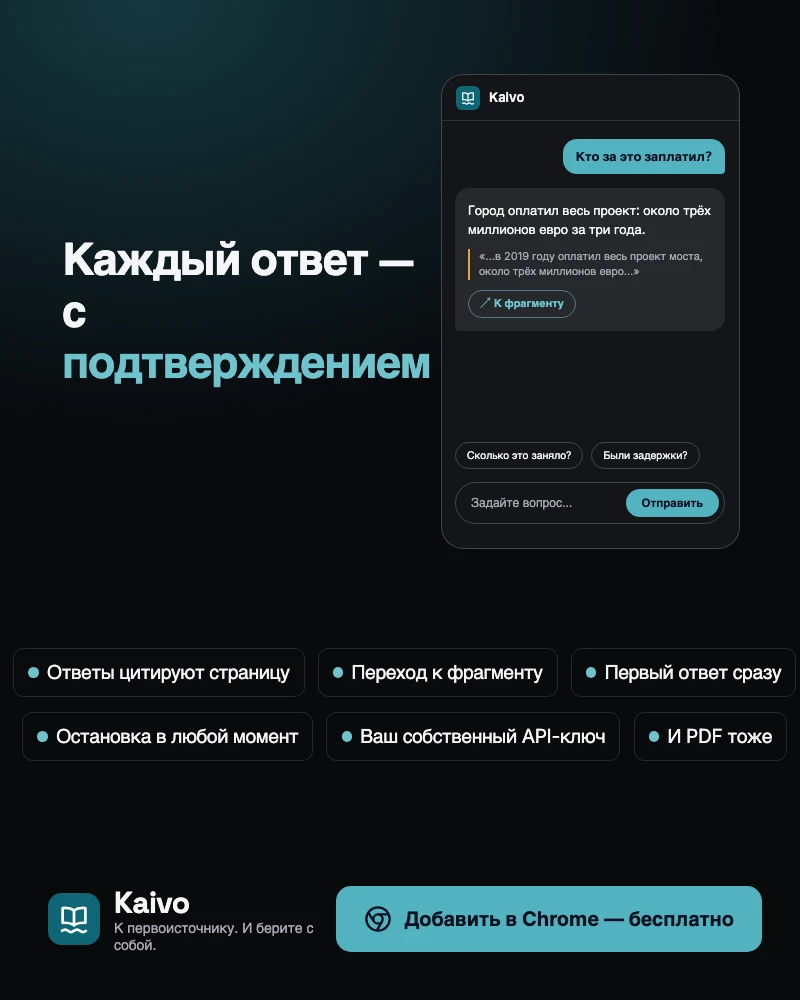 Kaivo
Кто за это заплатил?
Город оплатил весь проект: около трёх
миллионов евро за три года.
«...в 2019 году оплатил весь проект моста,
около трёх миллионов евро...»
↗ К фрагменту
Сколько это заняло?
Были задержки?
Задайте вопрос...
Отправить
Каждый ответ —
с
подтверждением
Ответы цитируют страницу
Переход к фрагменту
Первый ответ сразу
Остановка в любой момент
Ваш собственный API-ключ
И PDF тоже
Kaivo
К первоисточнику. И берите с
собой.
Добавить в Chrome — бесплатно